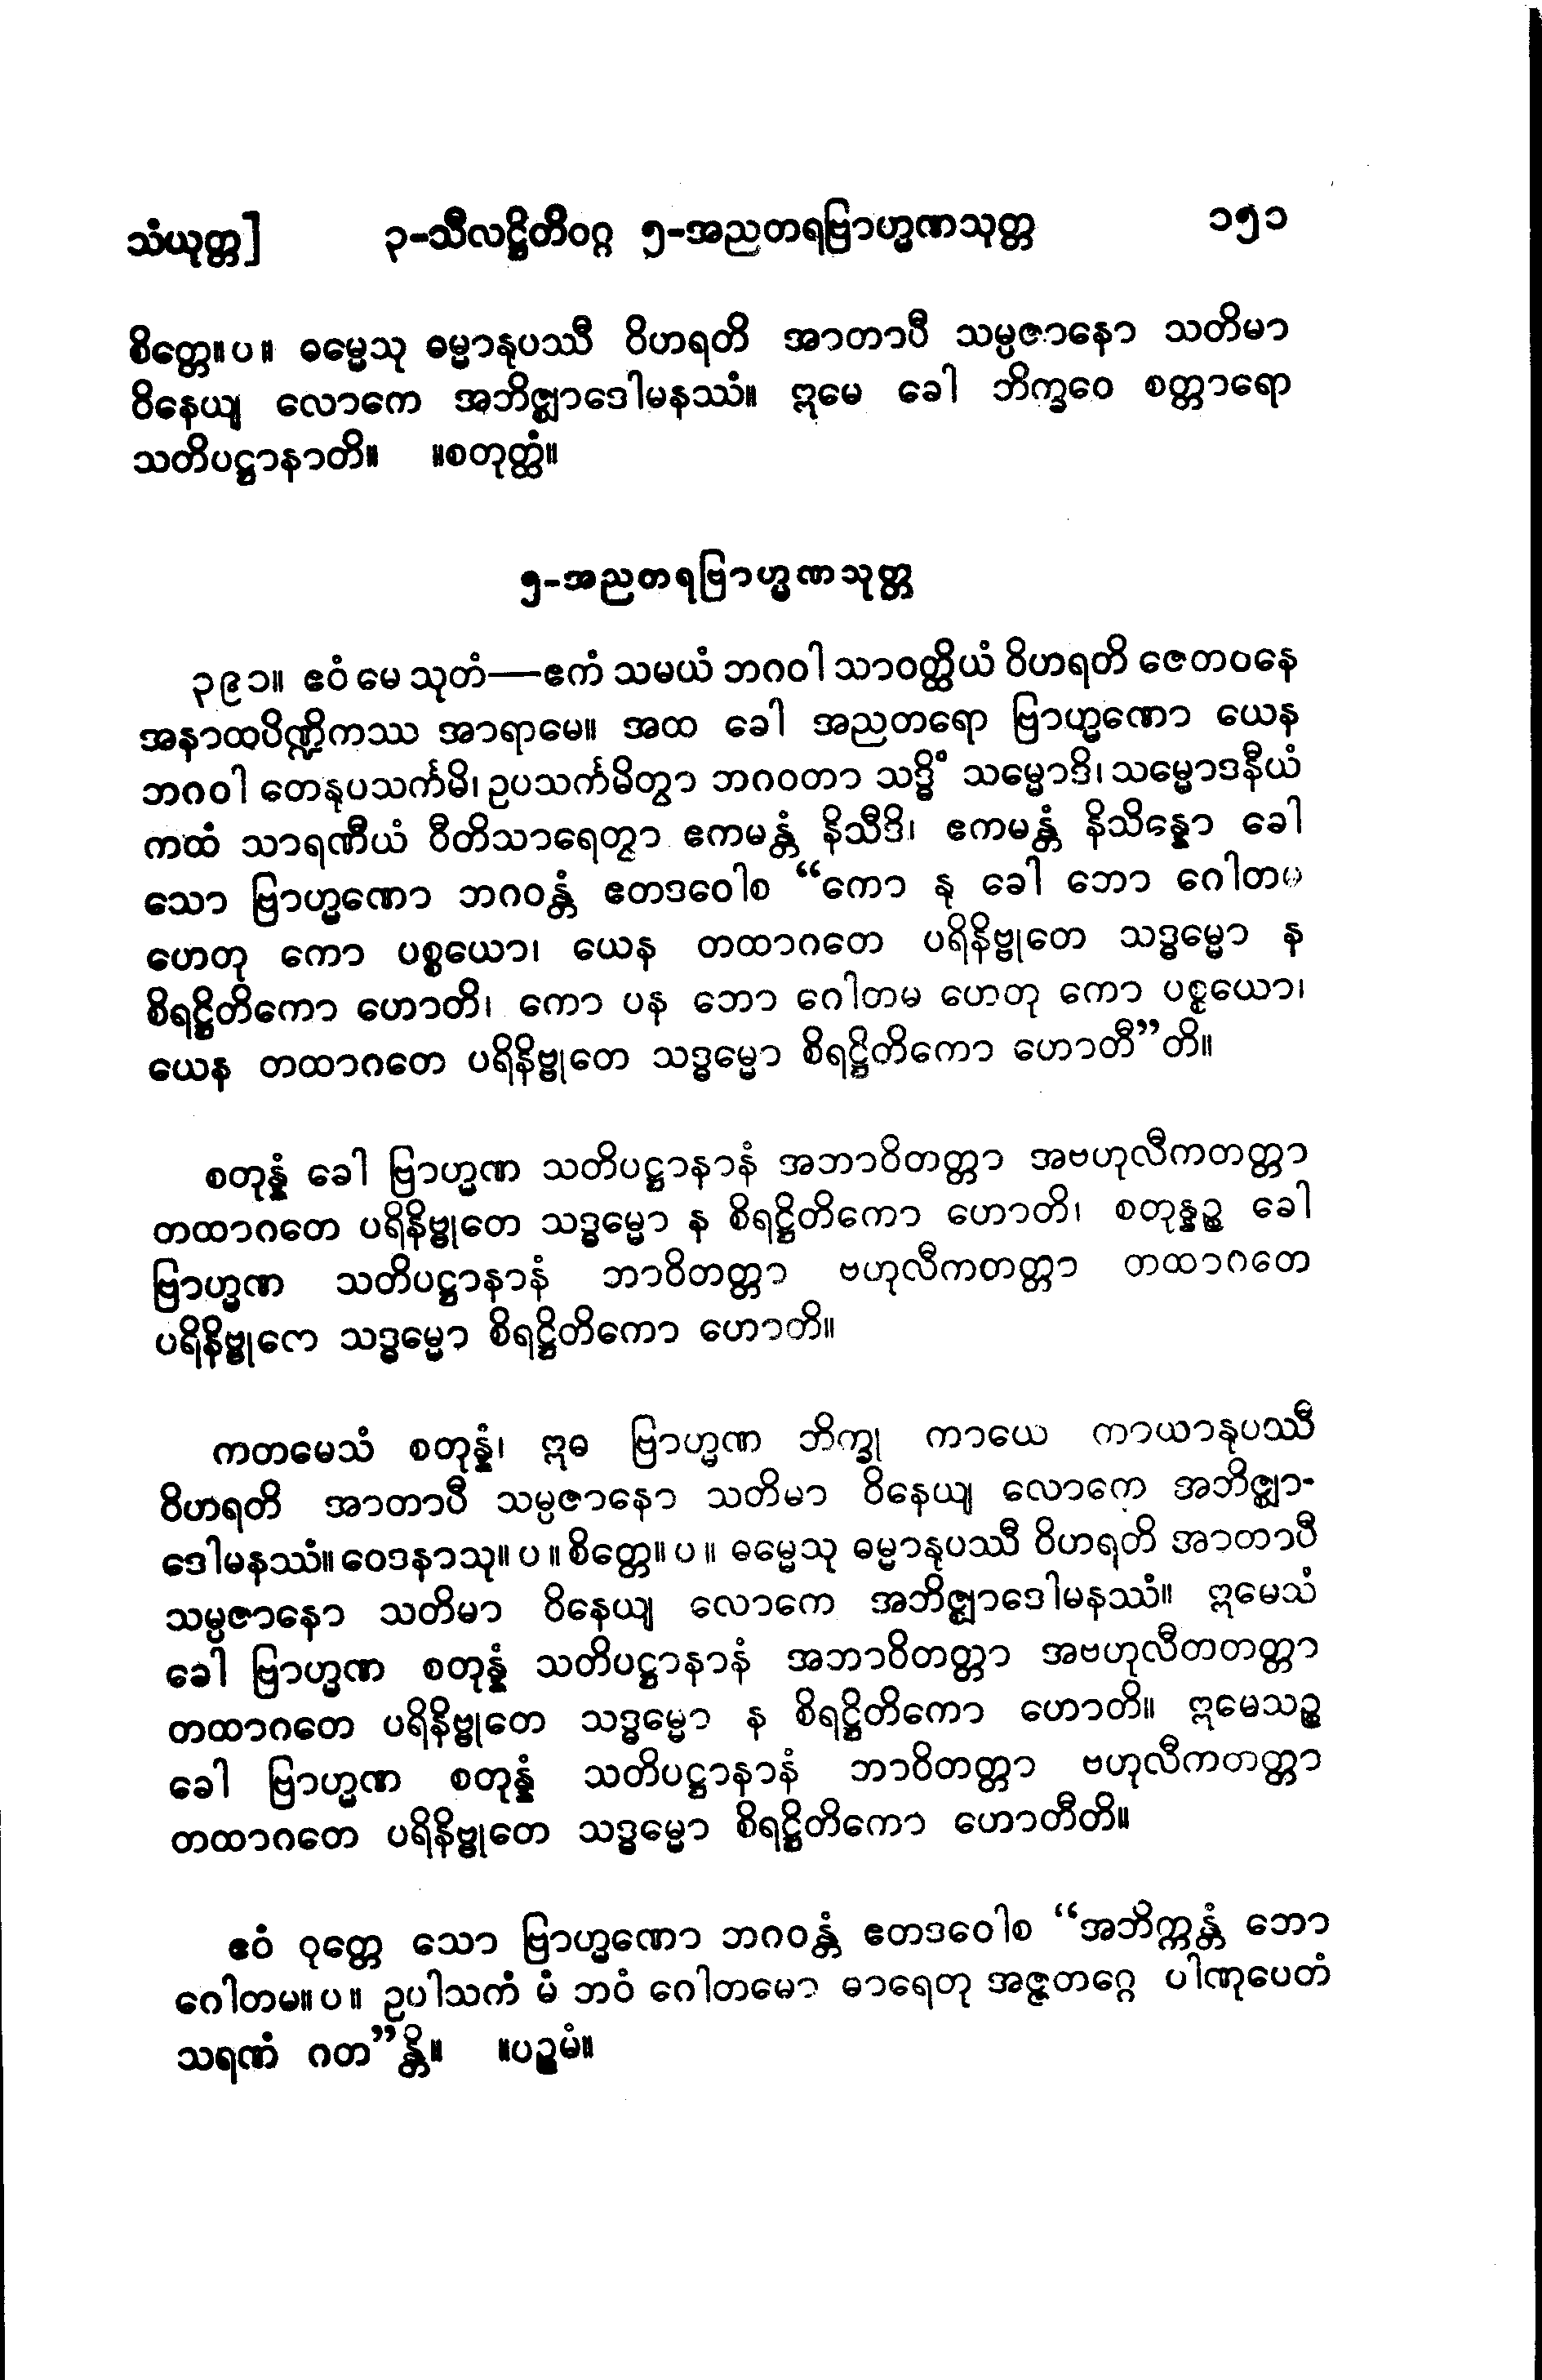 သံယုတ္တ] ၃-သီလဋ္ဌိတိဝဂ္ဂ ၅-အညတရဗြာဟ္မဏသုတ္တ ၁၅၁
စိတ္တေ။ပ။ ဓမ္မေသု ဓမ္မာနုပဿီ ဝိဟရတိ အာတာပီ သမ္ပဇာနော သတိမာ
ဝိနေယျ လောကေ အဘိဇ္ဈာဒေါမနဿံ။ ဣမေ ခေါ ဘိက္ခဝေ စတ္တာရော
သတိပဋ္ဌာနာတိ။ ။စတုတ္ထံ။
၅-အညတရဗြာဟ္မဏသုတ္တ
၃၉၁။ ဧဝံ မေ သုတံ—ဧကံ သမယံ ဘဂဝါ သာဝတ္ထိယံ ဝိဟရတိ ဇေတဝနေ
အနာထပိဏ္ဍိကဿ အာရာမေ။ အထ ခေါ အညတရော ဗြာဟ္မဏော ယေန
ဘဂဝါ တေနုပသင်္ကမိ၊ ဥပသင်္ကမိတွာ ဘဂဝတာ သဒ္ဓိံ သမ္မောဒိ၊ သမ္မောဒနီယံ
ကထံ သာရဏီယံ ဝီတိသာရေတွာ ဧကမန္တံ နိသီဒိ၊ ဧကမန္တံ နိသိန္နော ခေါ
သော ဗြာဟ္မဏော ဘဂဝန္တံ ဧတဒဝေါစ “ကော နု ခေါ ဘော ဂေါတမ
ဟေတု ကော ပစ္စယော၊ ယေန တထာဂတေ ပရိနိဗ္ဗုတေ သဒ္ဓမ္မော န
စိရဋ္ဌိတိကော ဟောတိ၊ ကော ပန ဘော ဂေါတမ ဟေတု ကော ပစ္စယော၊
ယေန တထာဂတေ ပရိနိဗ္ဗုတေ သဒ္ဓမ္မော စိရဋ္ဌိတိကော ဟောတီ”တိ။
စတုန္နံ ခေါ ဗြာဟ္မဏ သတိပဋ္ဌာနာနံ အဘာဝိတတ္တာ အဗဟုလီကတတ္တာ
တထာဂတေ ပရိနိဗ္ဗုတေ သဒ္ဓမ္မော န စိရဋ္ဌိတိကော ဟောတိ၊ စတုန္နဉ္စ ခေါ
ဗြာဟ္မဏ သတိပဋ္ဌာနာနံ ဘာဝိတတ္တာ ဗဟုလီကတတ္တာ တထာဂတေ
ပရိနိဗ္ဗုတေ သဒ္ဓမ္မော စိရဋ္ဌိတိကော ဟောတိ။
ကတမေသံ စတုန္နံ၊ ဣဓ ဗြာဟ္မဏ ဘိက္ခု ကာယေ ကာယာနုပဿီ
ဝိဟရတိ အာတာပီ သမ္ပဇာနော သတိမာ ဝိနေယျ လောကေ အဘိဇ္ဈာ-
ဒေါမနဿံ။ ဝေဒနာသု။ ပ ။ စိတ္တေ။ ပ ။ ဓမ္မေသု ဓမ္မာနုပဿီ ဝိဟရတိ အာတာပီ
သမ္ပဇာနော သတိမာ ဝိနေယျ လောကေ အဘိဇ္ဈာဒေါမနဿံ။ ဣမေသံ
ခေါ ဗြာဟ္မဏ စတုန္နံ သတိပဋ္ဌာနာနံ အဘာဝိတတ္တာ အဗဟုလီတတတ္တာ
တထာဂတေ ပရိနိဗ္ဗုတေ သဒ္ဓမ္မော န စိရဋ္ဌိတိကော ဟောတိ။ ဣမေသဉ္စ
ခေါ ဗြာဟ္မဏ စတုန္နံ သတိပဋ္ဌာနာနံ ဘာဝိတတ္တာ ဗဟုလီကတတ္တာ
တထာဂတေ ပရိနိဗ္ဗုတေ သဒ္ဓမ္မော စိရဋ္ဌိတိကော ဟောတီတိ။
ဧဝံ ဝုတ္တေ သော ဗြာဟ္မဏော ဘဂဝန္တံ ဧတဒဝေါစ “အဘိက္ကန္တံ ဘော
ဂေါတမ။ ပ ။ ဥပါသကံ မံ ဘဝံ ဂေါတမော ဓာရေတု အဇ္ဇတဂ္ဂေ ပါဏုပေတံ
သရဏံ ဂတ”န္တိ။ ။ပဉ္စမံ။